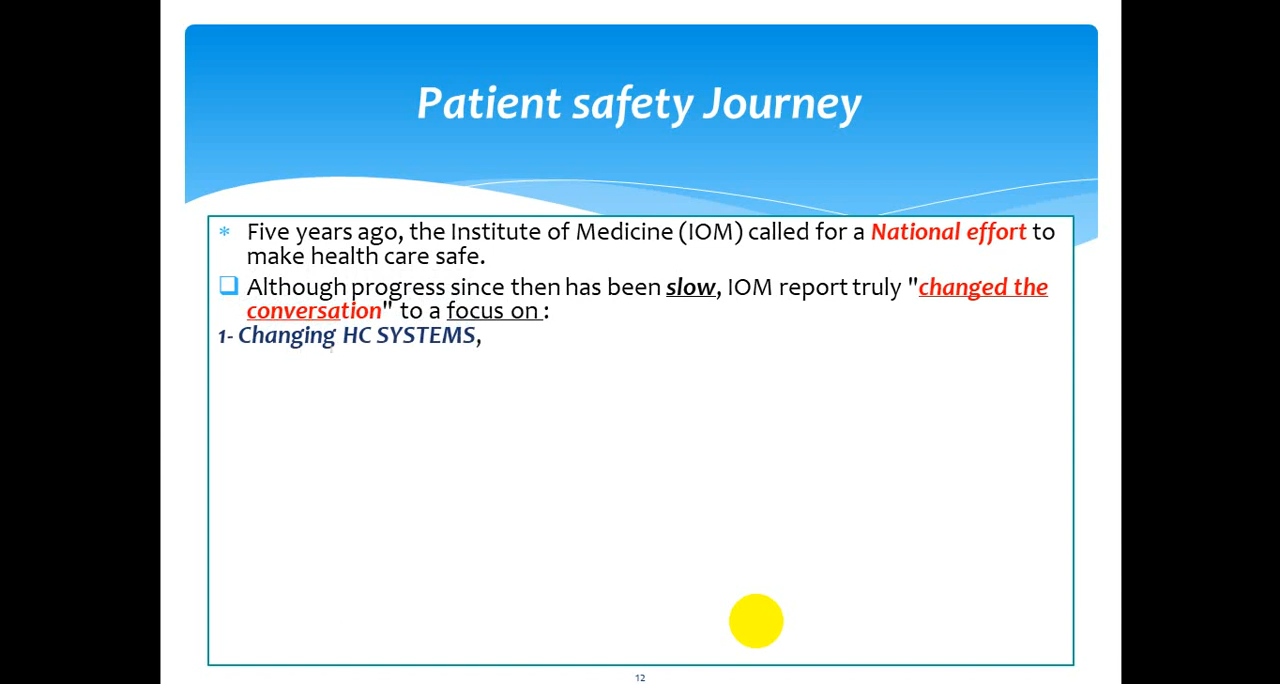 Patient safety Journey
* Five years ago, the Institute of Medicine (IOM) called for a National effort to
make health care safe.
❑ Although progress since then has been slow, IOM report truly "changed the
conversation" to a focus on :
1- Changing HC SYSTEMS,
12